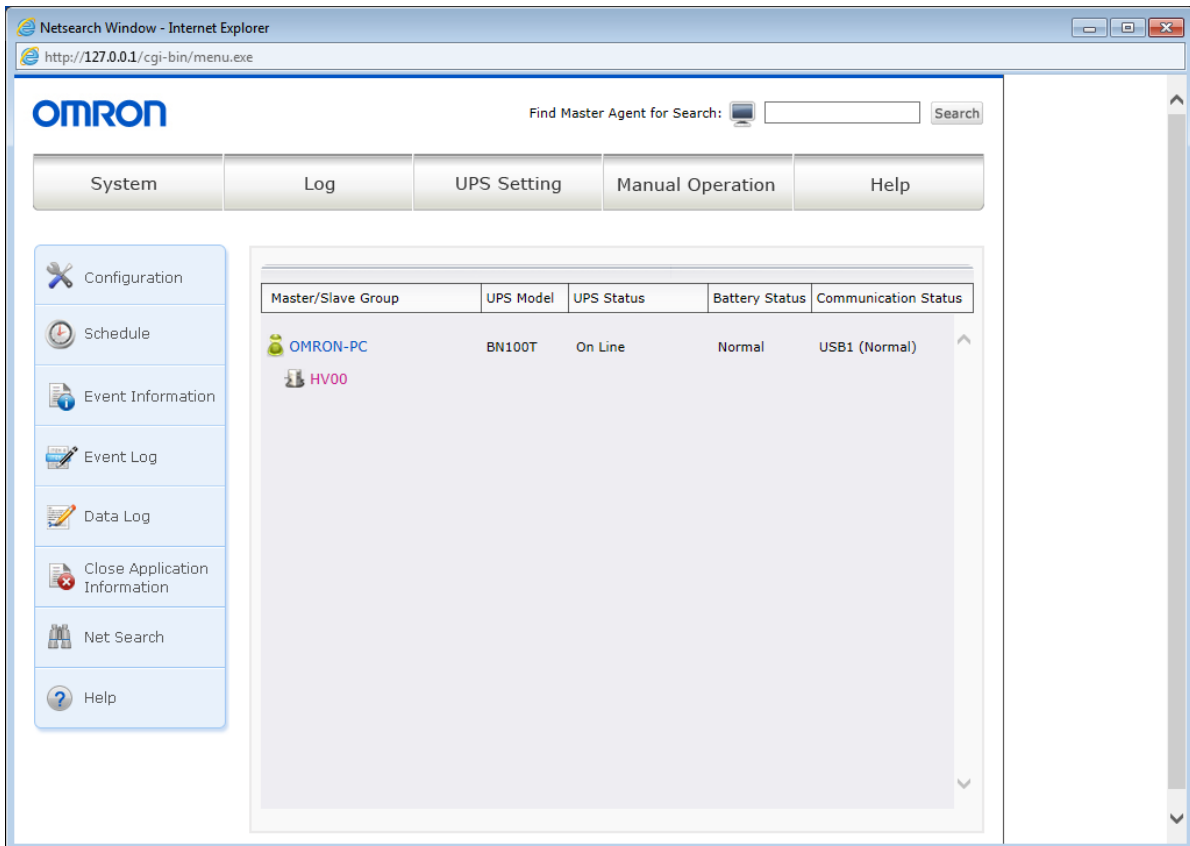 Netsearch Window - Internet Explorer
http://127.0.0.1/cgi-bin/menu.exe
OMRON
Find Master Agent for Search:
Search
System Log UPS Setting Manual Operation Help
Configuration
Schedule
Event Information
Event Log
Data Log
Close Application
Information
Net Search
Help
Master/Slave Group UPS Model UPS Status Battery Status Communication Status
OMRON-PC BN100T On Line Normal USB1 (Normal)
HV00